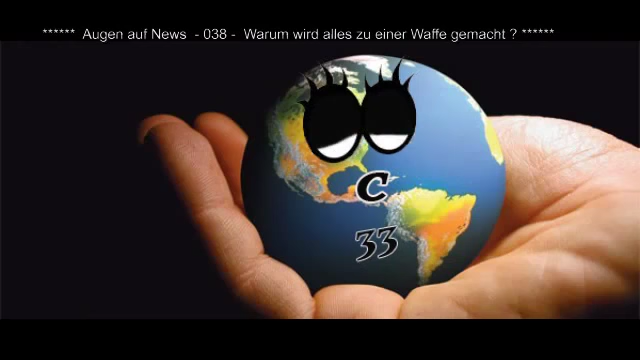 ****** Augen auf News - 038 - Warum wird alles zu einer Waffe gemacht ? ******
C
33